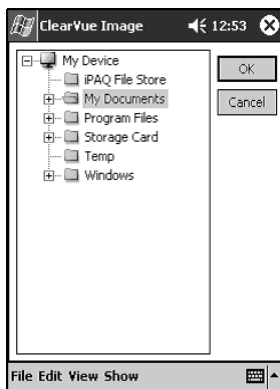 ClearVue Image 12:53
My Device
iPAQ File Store
My Documents
Program Files
Storage Card
Temp
Windows
OK
Cancel
File Edit View Show